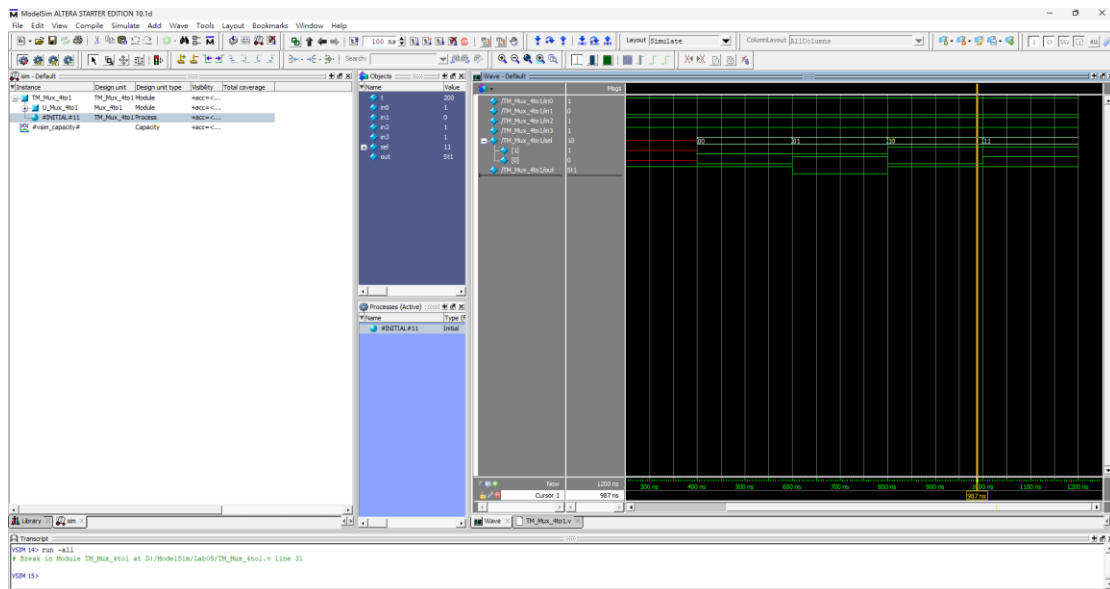 ModelSim ALTERA STARTER EDITION 10.1d
File Edit View Compile Simulate Add Wave Tools Layout Bookmarks Window Help
100 ns
Layout Simulate
ColumnLayout AllColumns
Search:
sim - Default
Instance Design unit Design unit type Visibility Total coverage
TM_Mux_4to1 TM_Mux_4to1 Module +acc=<...
U_Mux_4to1 Mux_4to1 Module +acc=<...
#INITIAL#11 TM_Mux_4to1 Process +acc=<...
#vsim_capacity# Capacity +acc=<...
Objects
Name Value
t 200
in0 1
in1 0
in2 1
in3 1
sel 11
out St1
Processes (Active)
Name Type
#INITIAL#11 Initial
Wave - Default
Msgs
/TM_Mux_4to1/in0 1
/TM_Mux_4to1/in1 0
/TM_Mux_4to1/in2 1
/TM_Mux_4to1/in3 1
/TM_Mux_4to1/sel 10 00 01 10 11
[1] 1
[0] 0
/TM_Mux_4to1/out St1
Now 1200 ns 300 ns 400 ns 500 ns 600 ns 700 ns 800 ns 900 ns 1000 ns 1100 ns 1200 ns
Cursor 1 987 ns 987 ns
Library sim Wave TM_Mux_4to1.v
Transcript
VSIM 14> run -all
# Break in Module TM_Mux_4to1 at D:/ModelSim/Lab05/TM_Mux_4to1.v line 31
VSIM 15>